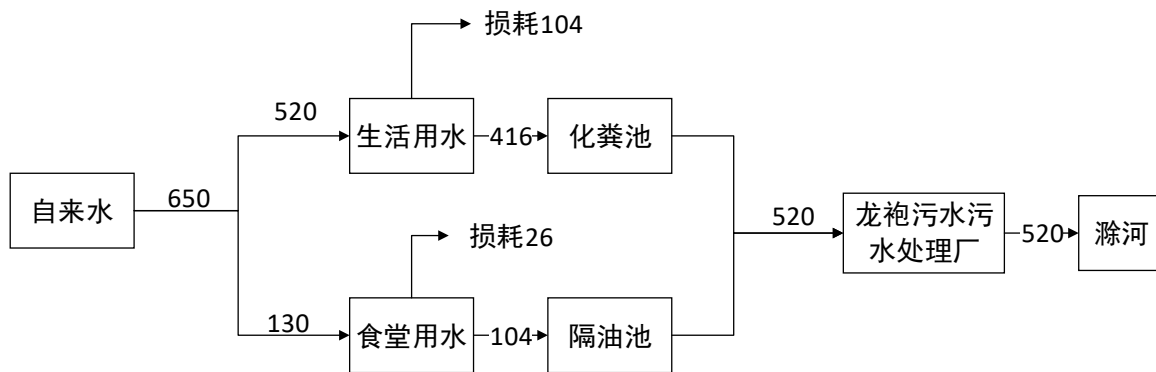 损耗104
520
生活用水
416
化粪池
自来水
650
损耗26
520
龙袍污水污
水处理厂
520
滁河
130
食堂用水
104
隔油池